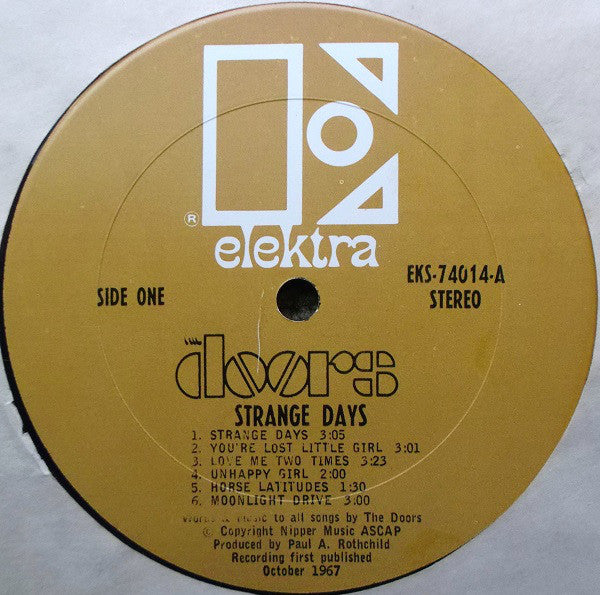 ®
elektra
SIDE ONE
EKS-74014-A
STEREO
THE
doors
STRANGE DAYS
1. STRANGE DAYS 3:05
2. YOU'RE LOST LITTLE GIRL 3:01
3. LOVE ME TWO TIMES 3:23
4. UNHAPPY GIRL 2:00
5. HORSE LATITUDES 1:30
6. MOONLIGHT DRIVE 3:00
Words & Music to all songs by The Doors
© Copyright Nipper Music ASCAP
Produced by Paul A. Rothchild
Recording first published
October 1967